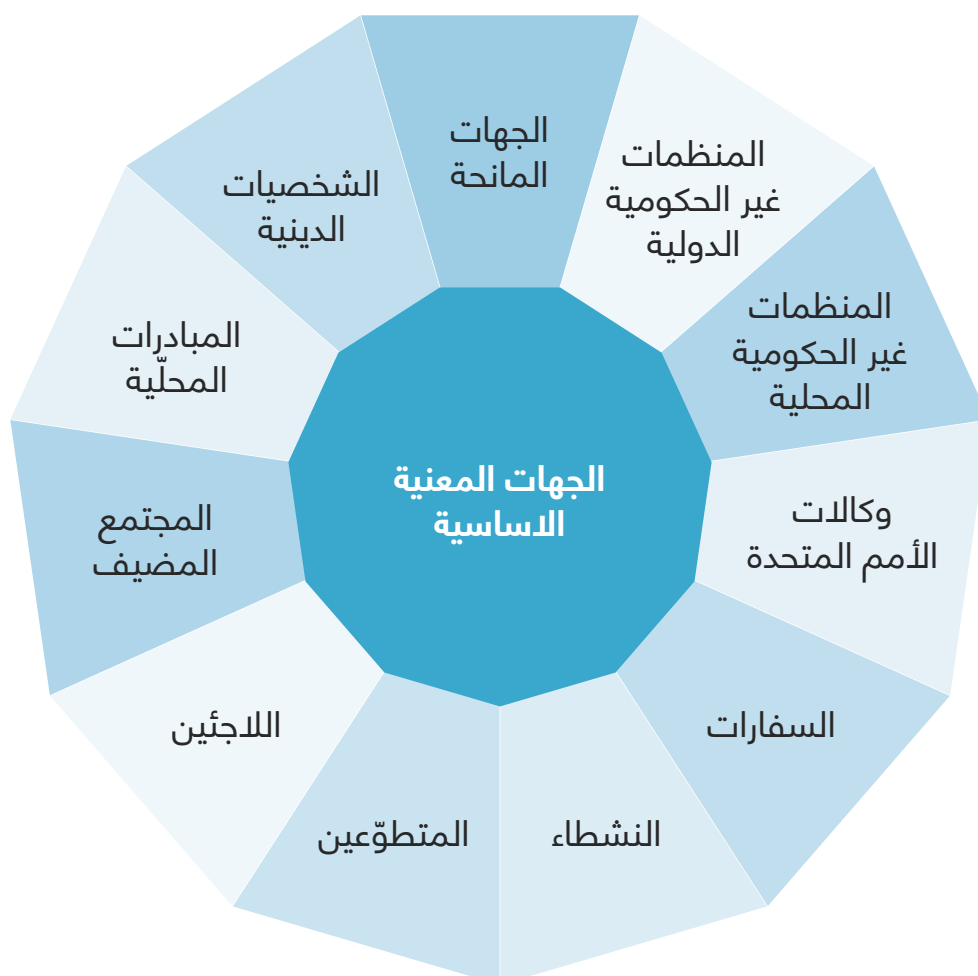 الجهات المعنية
الاساسية
الجهات
المانحة
المنظمات
غير الحكومية
الدولية
المنظمات
غير الحكومية
المحلية
وكالات
الأمم المتحدة
السفارات
النشطاء
المتطوّعين
اللاجئين
المجتمع
المضيف
المبادرات
المحلّية
الشخصيات
الدينية